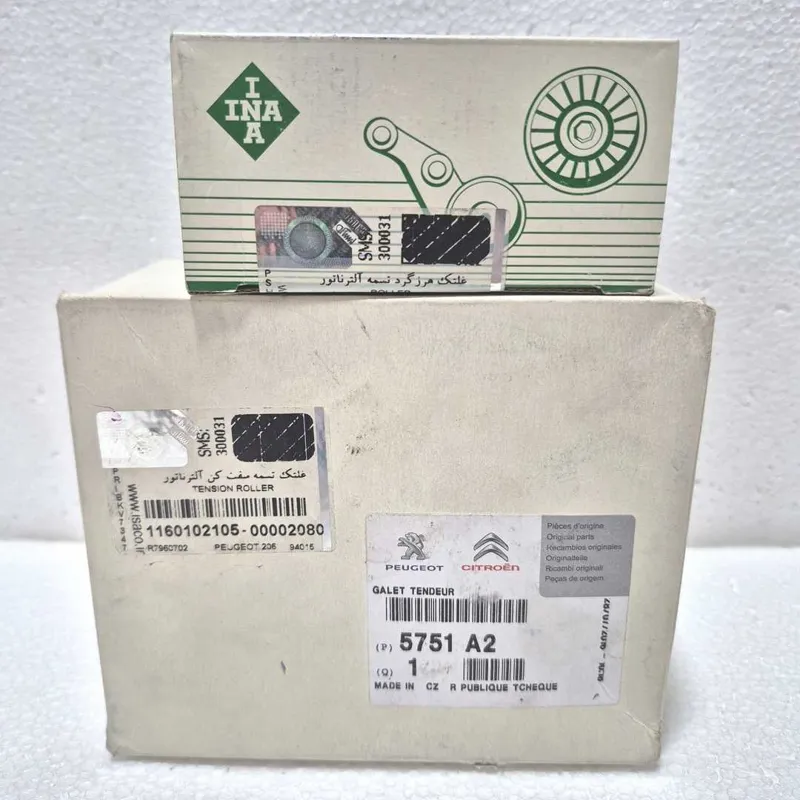 INA
INA
SMS:
300031
غلتک هرزگرد تسمه آلترناتور
ROLLER
SMS:
300031
غلتک تسمه سفت کن آلترناتور
TENSION ROLLER
www.isaco.ir
1160102105-00002080
R7960702 PEUGEOT 206 94015
PEUGEOT CITROËN
Pièces d'origine
Original parts
Recambios originales
Originalteile
Ricambi originali
Peças de origem
GALET TENDEUR
(P) 5751 A2
(Q) 1
MADE IN CZ R PUBLIQUE TCHEQUE